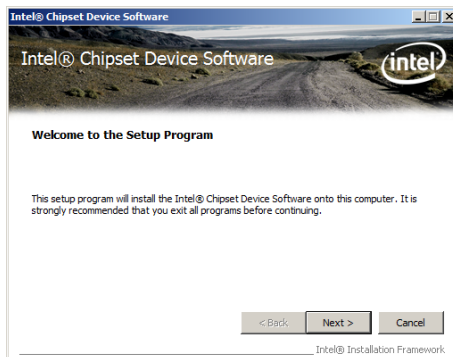 Intel® Chipset Device Software
Intel® Chipset Device Software
intel®
Welcome to the Setup Program
This setup program will install the Intel® Chipset Device Software onto this computer. It is
strongly recommended that you exit all programs before continuing.
< Back Next > Cancel
Intel® Installation Framework